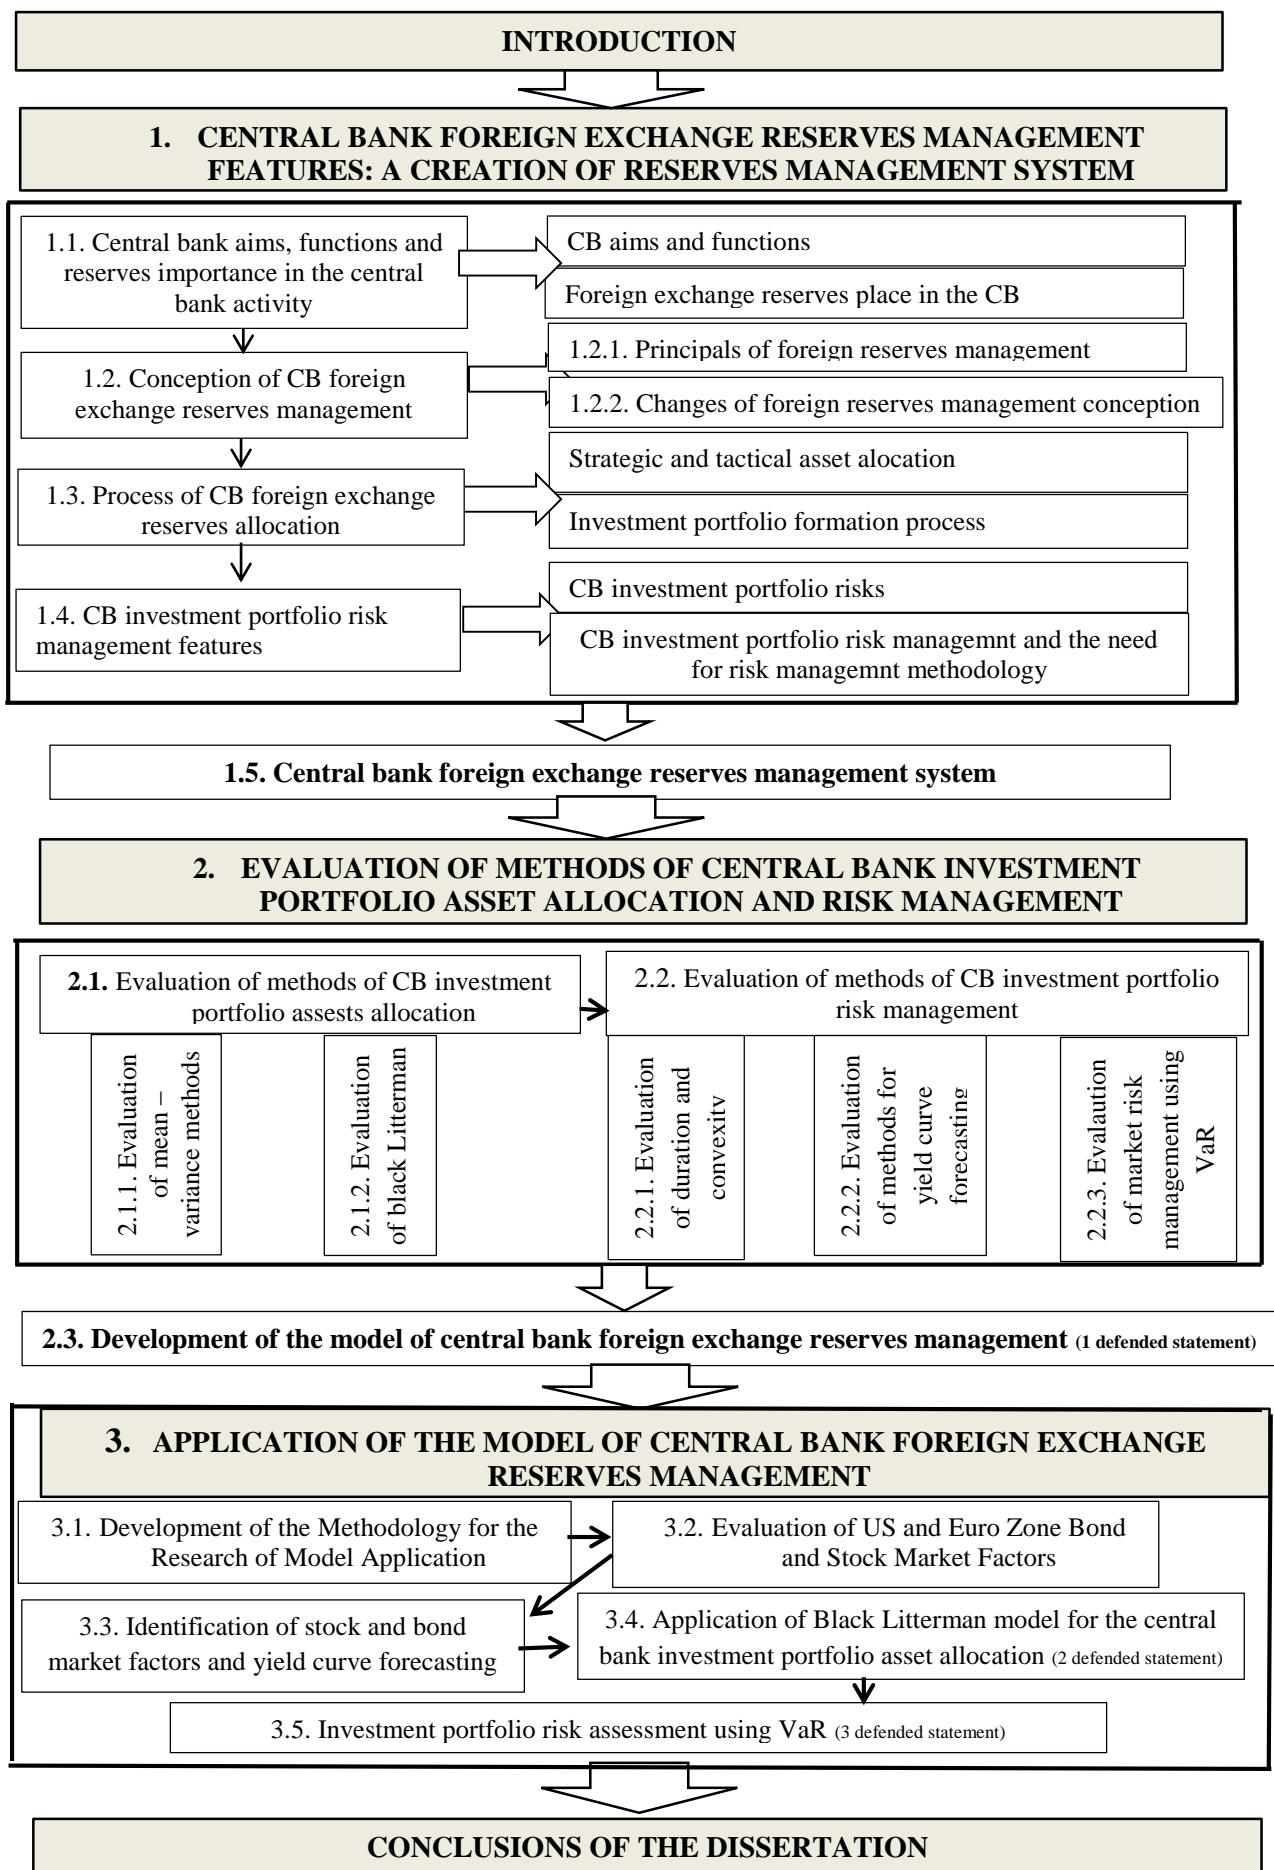 INTRODUCTION
1. CENTRAL BANK FOREIGN EXCHANGE RESERVES MANAGEMENT
FEATURES: A CREATION OF RESERVES MANAGEMENT SYSTEM
1.1. Central bank aims, functions and
reserves importance in the central
bank activity
CB aims and functions
Foreign exchange reserves place in the CB
1.2. Conception of CB foreign
exchange reserves management
1.2.1. Principals of foreign reserves management
1.2.2. Changes of foreign reserves management conception
1.3. Process of CB foreign exchange
reserves allocation
Strategic and tactical asset alocation
Investment portfolio formation process
1.4. CB investment portfolio risk
management features
CB investment portfolio risks
CB investment portfolio risk managemnt and the need
for risk managemnt methodology
1.5. Central bank foreign exchange reserves management system
2. EVALUATION OF METHODS OF CENTRAL BANK INVESTMENT
PORTFOLIO ASSET ALLOCATION AND RISK MANAGEMENT
2.1. Evaluation of methods of CB investment
portfolio assests allocation
2.2. Evaluation of methods of CB investment portfolio
risk management
2.1.1. Evaluation
of mean –
variance methods
2.1.2. Evaluation
of black Litterman
2.2.1. Evaluation
of duration and
convexity
2.2.2. Evaluation
of methods for
yield curve
forecasting
2.2.3. Evalaution
of market risk
management using
VaR
2.3. Development of the model of central bank foreign exchange reserves management (1 defended statement)
3. APPLICATION OF THE MODEL OF CENTRAL BANK FOREIGN EXCHANGE
RESERVES MANAGEMENT
3.1. Development of the Methodology for the
Research of Model Application
3.2. Evaluation of US and Euro Zone Bond
and Stock Market Factors
3.3. Identification of stock and bond
market factors and yield curve forecasting
3.4. Application of Black Litterman model for the central
bank investment portfolio asset allocation (2 defended statement)
3.5. Investment portfolio risk assessment using VaR (3 defended statement)
CONCLUSIONS OF THE DISSERTATION